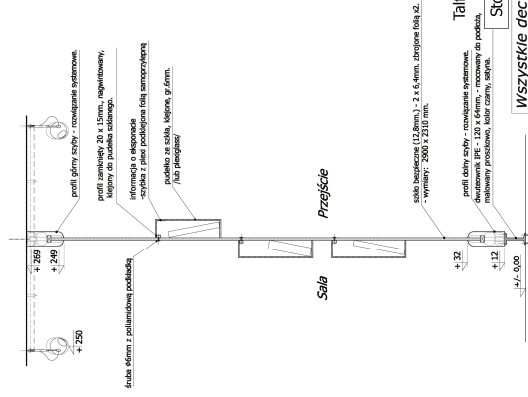 profil górny szyby - rozwiązanie systemowe.
profil zamknięty 20 x 15mm., nagwintowany,
klejony do pudełka szklanego.
informacja o eksponacie
-szybka z plexi podklejona folią samoprzylepną
pudełko ze szkła, klejone, gr.6mm.
/lub plexiglass/
+ 269
+ 249
+ 250
śruba Φ6mm z poliamidową podkładką
Przejście
Sala
szkło bezpieczne (12,8mm.) - 2 x 6,4mm. zbrojone folią x2.
- wymiary: 2900 x 2310 mm.
+ 32
+ 12
+/- 0,00
profil dolny szyby - rozwiązanie systemowe.
dwuteownik IPE - 120 x 64mm, - mocowany do podłoża,
malowany proszkowo, kolor czarny, satyna.
Wszystkie dec